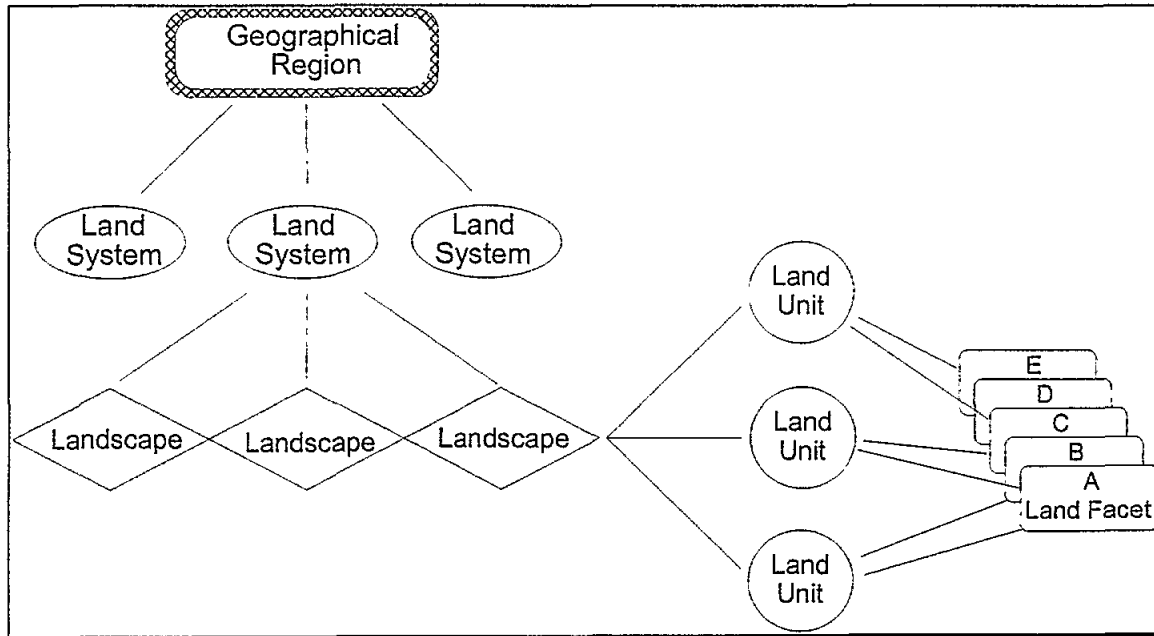 Geographical
Region
Land
System
Land
System
Land
System
Landscape
Landscape
Landscape
Land
Unit
Land
Unit
Land
Unit
E
D
C
B
A
Land Facet